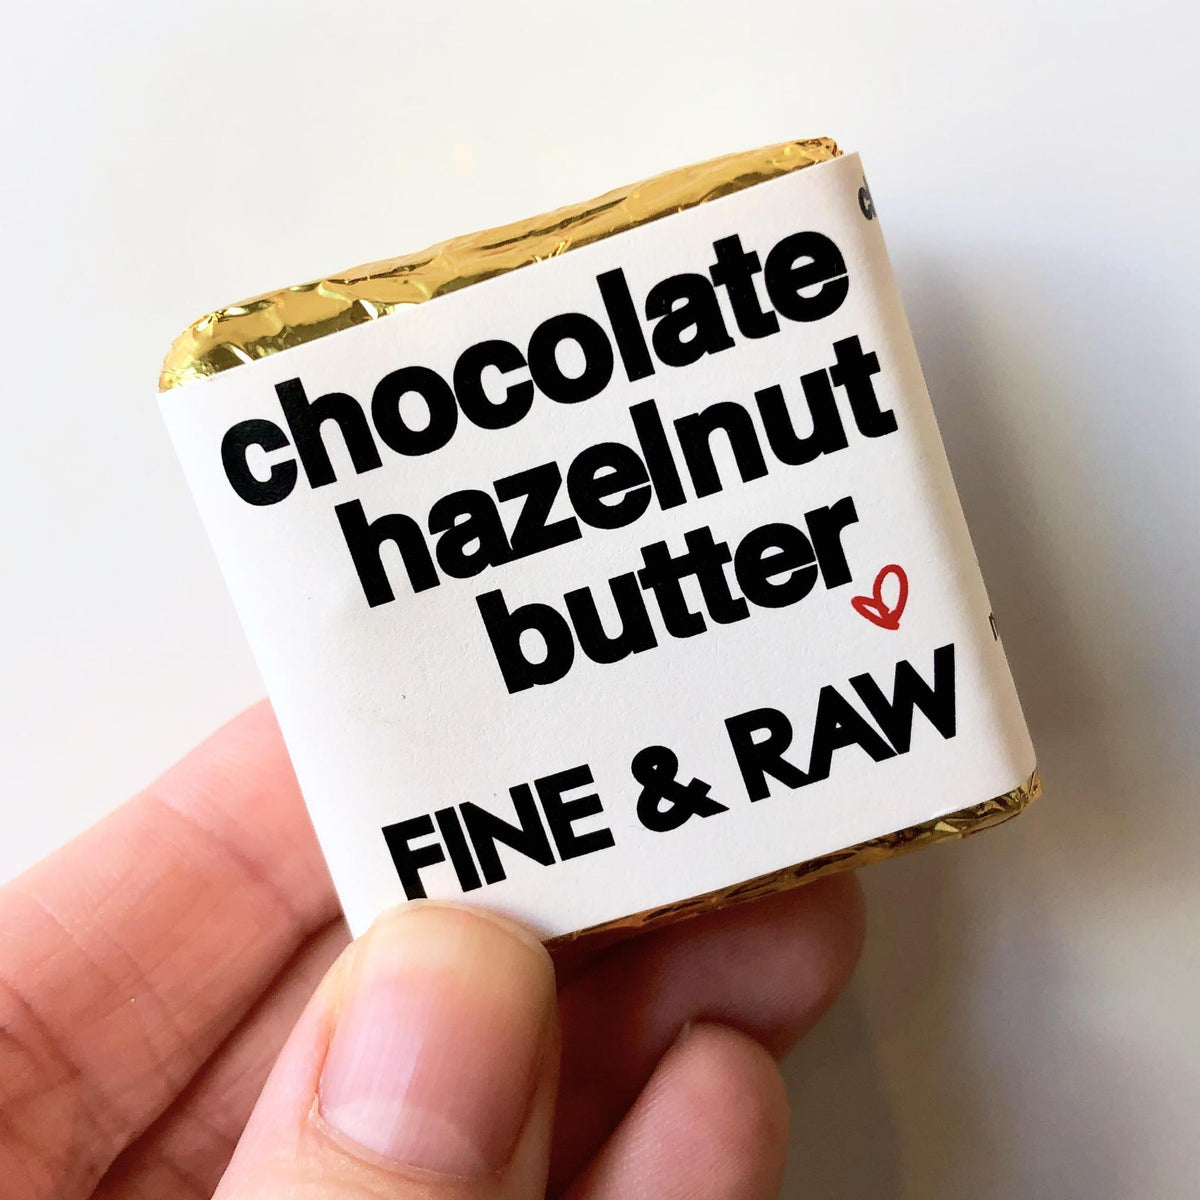 chocolate
hazelnut
butter
FINE & RAW